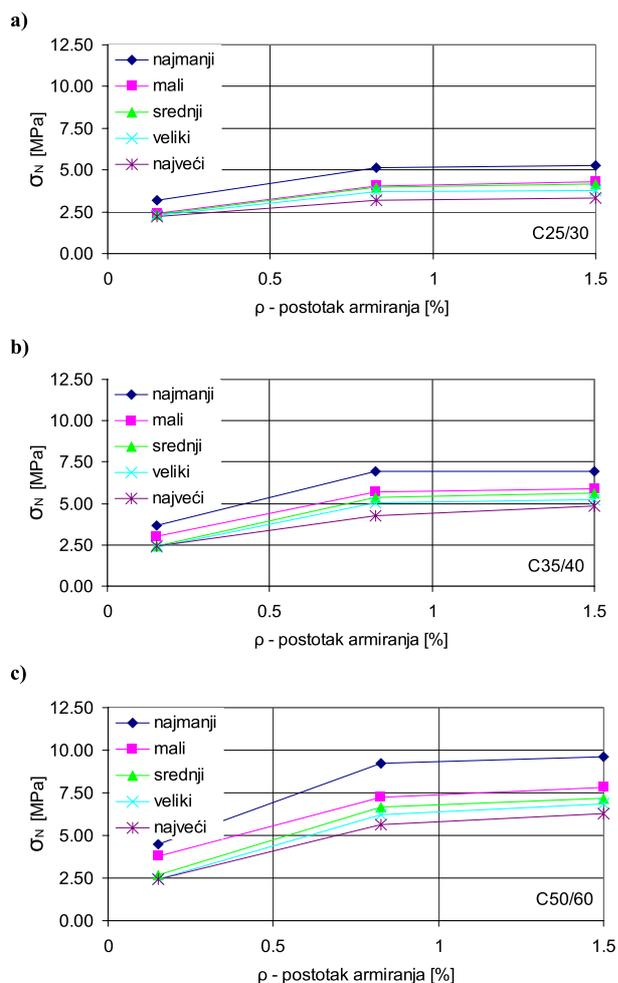 a)
12.50
10.00
7.50
5.00
2.50
0.00
σN [MPa]
najmanji
mali
srednji
veliki
najveći
C25/30
0 0.5 1 1.5
ρ - postotak armiranja [%]
b)
12.50
10.00
7.50
5.00
2.50
0.00
σN [MPa]
najmanji
mali
srednji
veliki
najveći
C35/40
0 0.5 1 1.5
ρ - postotak armiranja [%]
c)
12.50
10.00
7.50
5.00
2.50
0.00
σN [MPa]
najmanji
mali
srednji
veliki
najveći
C50/60
0 0.5 1 1.5
ρ - postotak armiranja [%]